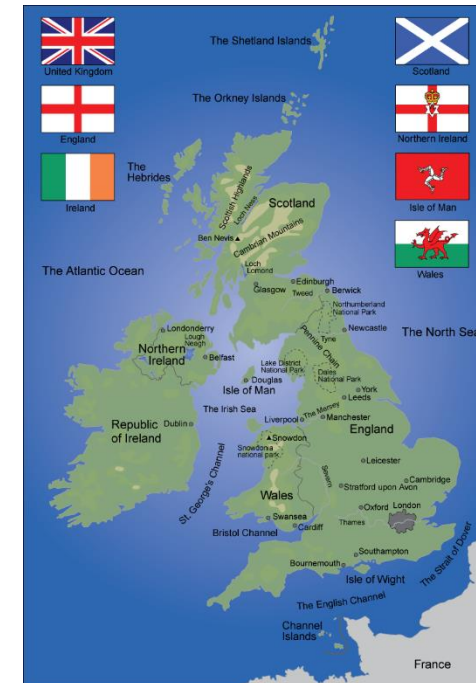 The Shetland Islands
United Kingdom
Scotland
The Orkney Islands
England
Northern Ireland
The
Hebrides
Ireland
Isle of Man
Wales
Scottish Highlands
Loch Ness
Scotland
Ben Nevis
Cambrian Mountains
The Atlantic Ocean
Loch
Lomond
Glasgow
Edinburgh
Tweed
Berwick
Northumberland
National Park
The North Sea
Londonderry
Lough
Neagh
Northern
Ireland
Belfast
Tyne
Newcastle
Pennine Chain
Lake District
National Park
Dales
National Park
Douglas
Isle of Man
York
Leeds
The Irish Sea
Republic
of Ireland
Dublin
Liverpool
The Mersey
Manchester
England
Snowdon
Snowdonia
national park
St. George's Channel
Leicester
Severn
Cambridge
Stratford upon Avon
Wales
Oxford
London
Swansea
Cardiff
Thames
Bristol Channel
Southampton
Bournemouth
Isle of Wight
The Strait of Dover
The English Channel
Channel
Islands
France